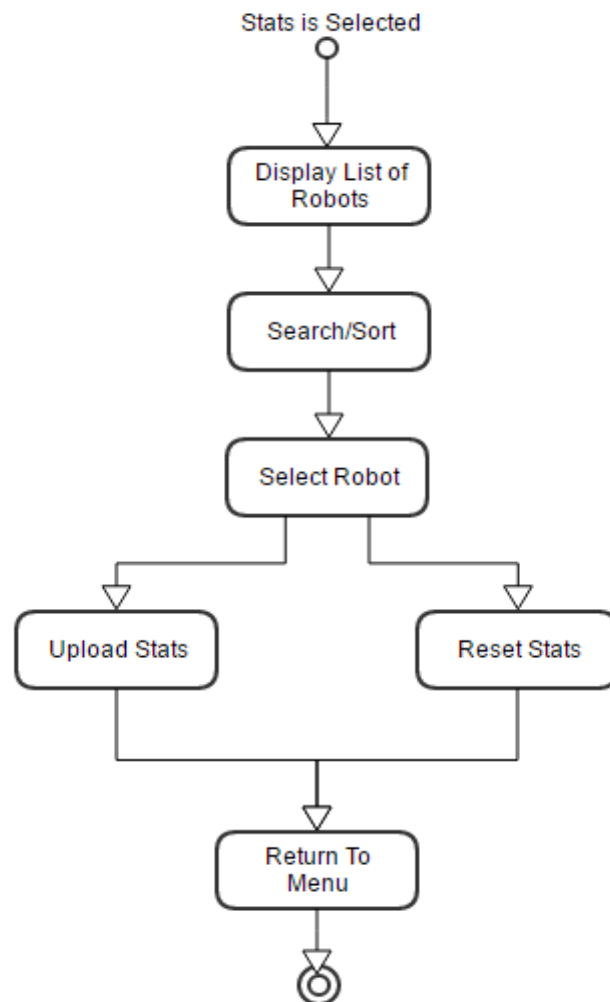 Stats is Selected
Display List of
Robots
Search/Sort
Select Robot
Upload Stats
Reset Stats
Return To
Menu